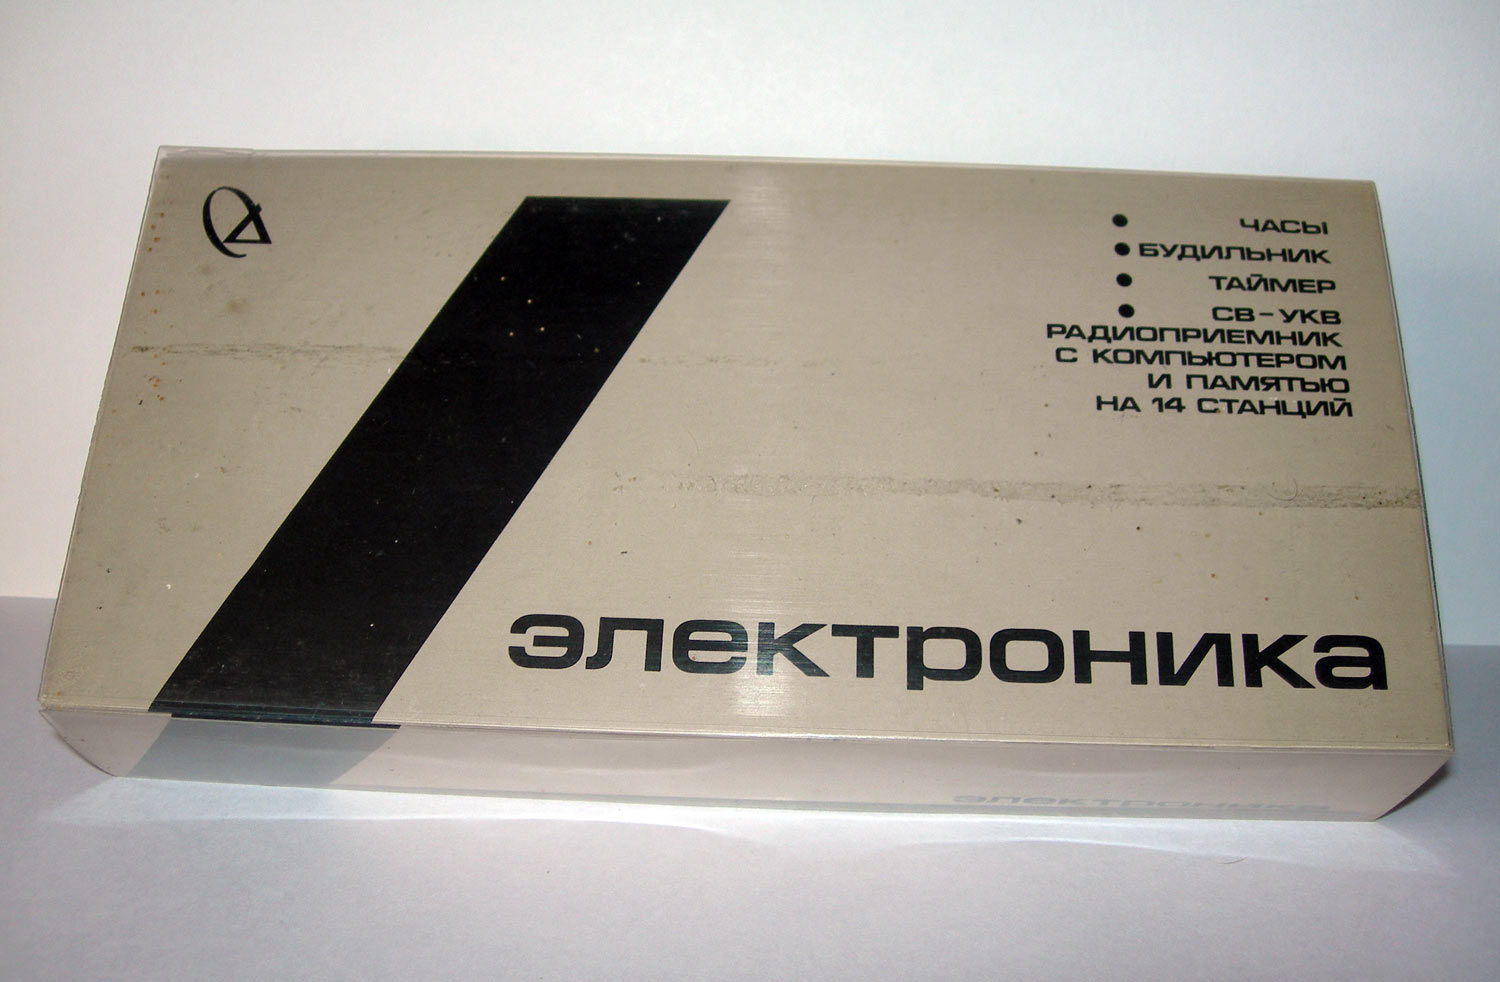 ● ЧАСЫ
● БУДИЛЬНИК
● ТАЙМЕР
● СВ-УКВ
РАДИОПРИЕМНИК
С КОМПЬЮТЕРОМ
И ПАМЯТЬЮ
НА 14 СТАНЦИЙ
электроника
электроника